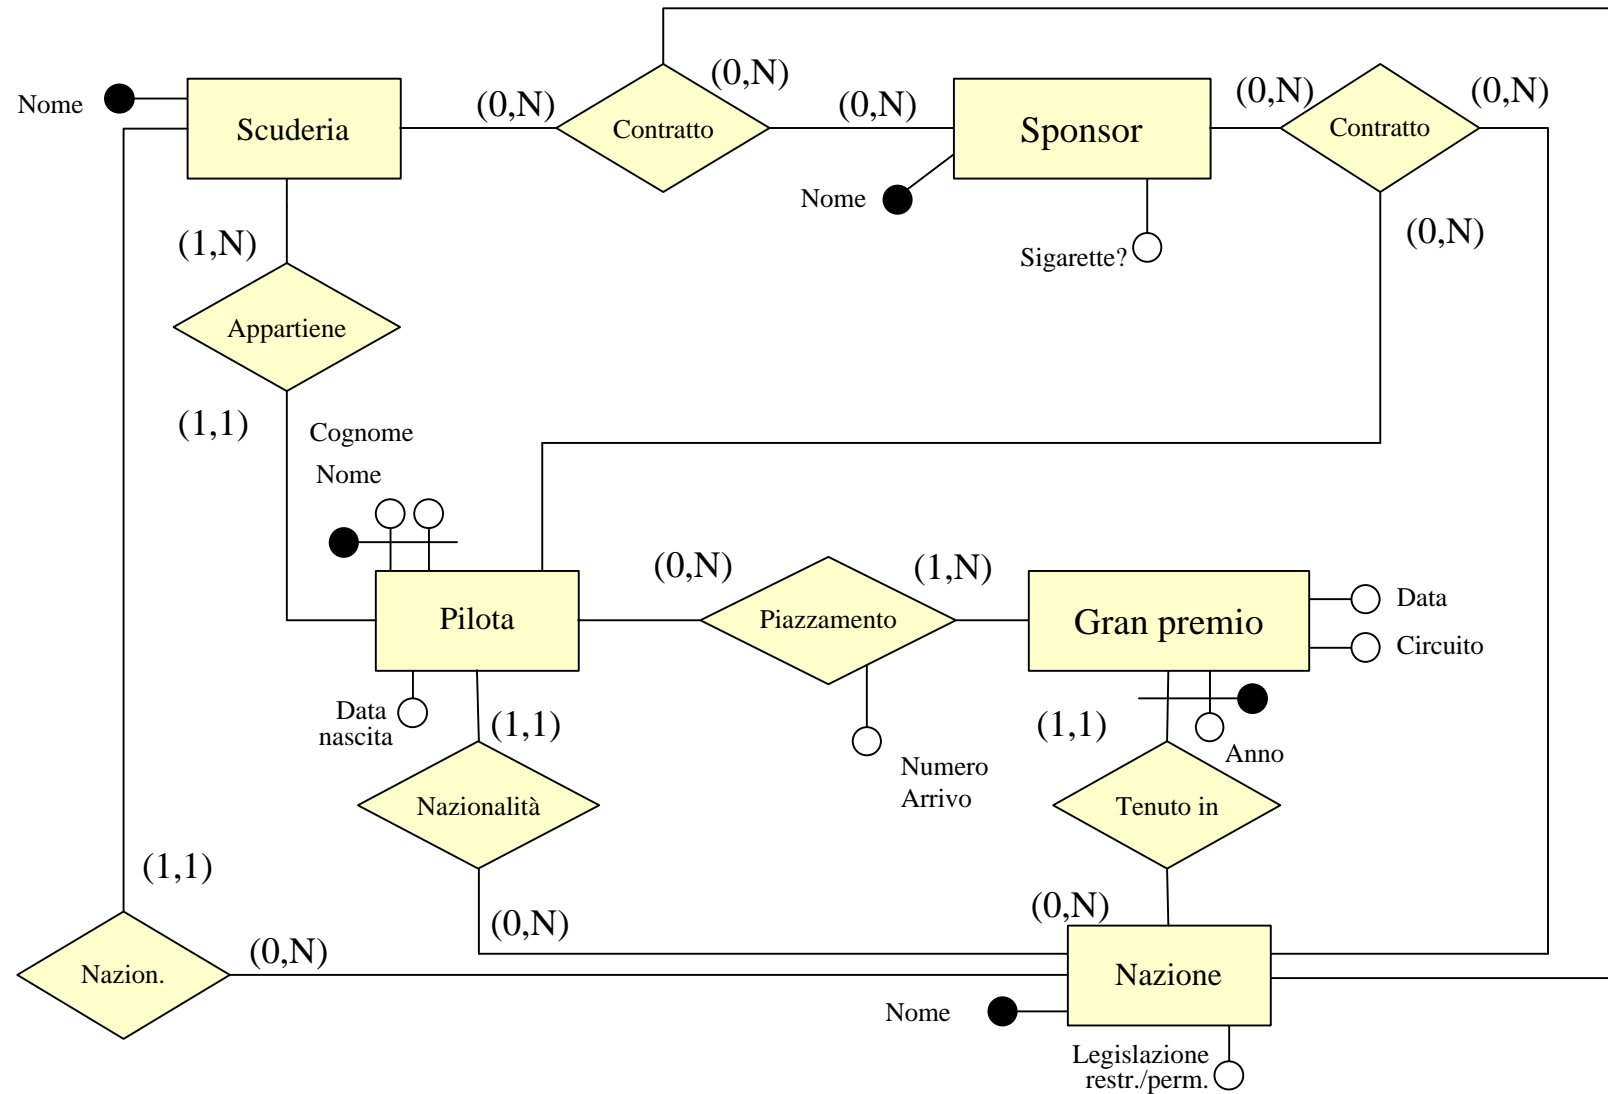 (0,N)
Nome
Scuderia
(0,N)
Contratto
(0,N)
Sponsor
(0,N)
Contratto
(0,N)
Nome
Sigarette?
(0,N)
(1,N)
Appartiene
(1,1)
Cognome
Nome
Pilota
(0,N)
Piazzamento
(1,N)
Gran premio
Data
Circuito
Data
nascita
(1,1)
Numero
Arrivo
(1,1)
Anno
Nazionalità
Tenuto in
(1,1)
(0,N)
(0,N)
Nazion.
(0,N)
Nazione
Nome
Legislazione
restr./perm.